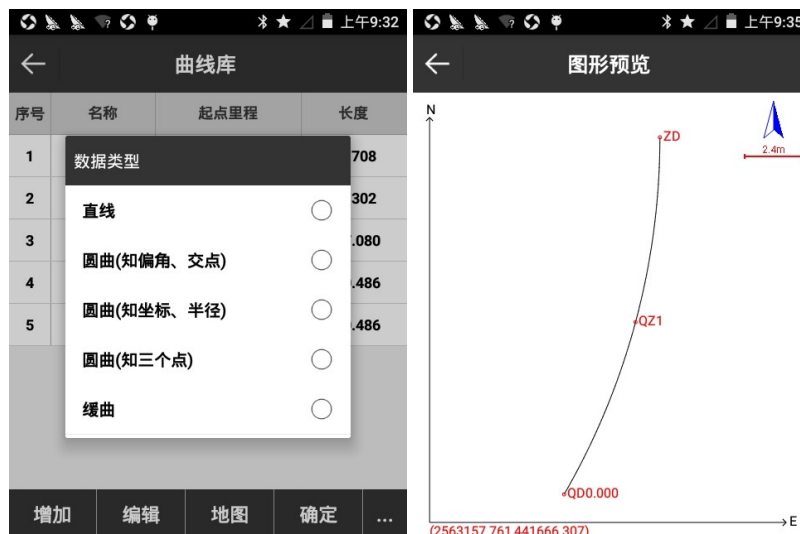 上午9:32
曲线库
序号 名称 起点里程 长度
数据类型
1 708
2 302
3 .080
4 .486
5 .486
直线
圆曲(知偏角、交点)
圆曲(知坐标、半径)
圆曲(知三个点)
缓曲
增加 编辑 地图 确定 ...
上午9:35
图形预览
N
ZD
2.4m
QZ1
QD0.000
E
(2563157.761,441666.307)